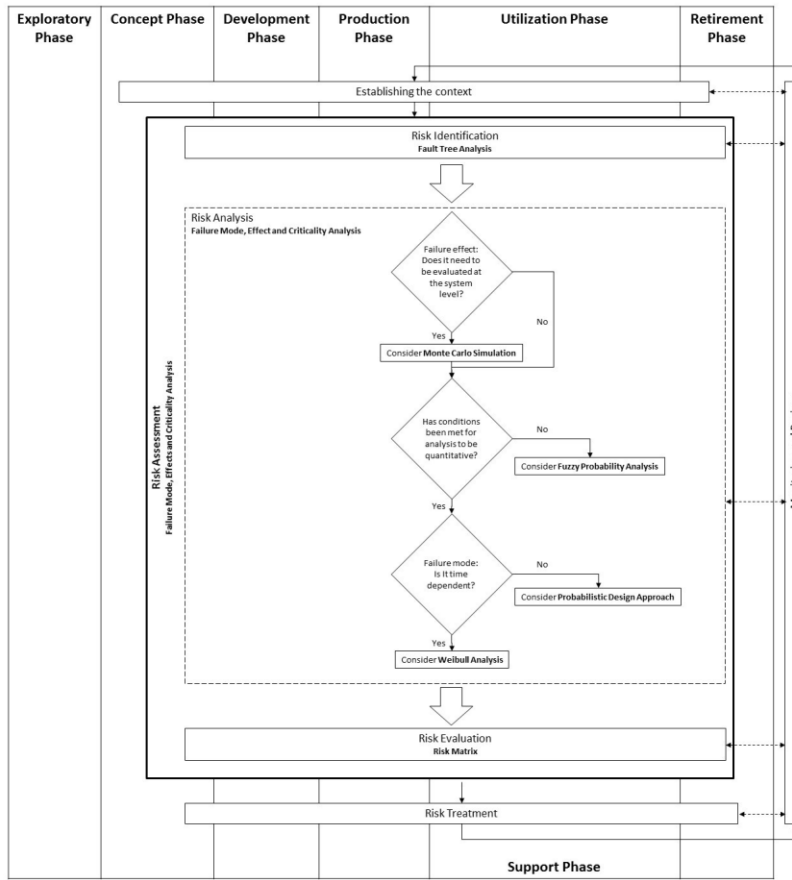 Exploratory
Phase
Concept Phase
Development
Phase
Production
Phase
Utilization Phase
Retirement
Phase
Establishing the context
Risk Identification
Fault Tree Analysis
Risk Analysis
Failure Mode, Effect and Criticality Analysis
Failure effect:
Does it need to
be evaluated at
the system
level?
No
Yes
Consider Monte Carlo Simulation
Has conditions
been met for
analysis to be
quantitative?
No
Consider Fuzzy Probability Analysis
Yes
Failure mode:
Is It time
dependent?
No
Consider Probabilistic Design Approach
Yes
Consider Weibull Analysis
Risk Assessment
Failure Mode, Effects and Criticality Analysis
Risk Evaluation
Risk Matrix
Risk Treatment
Support Phase